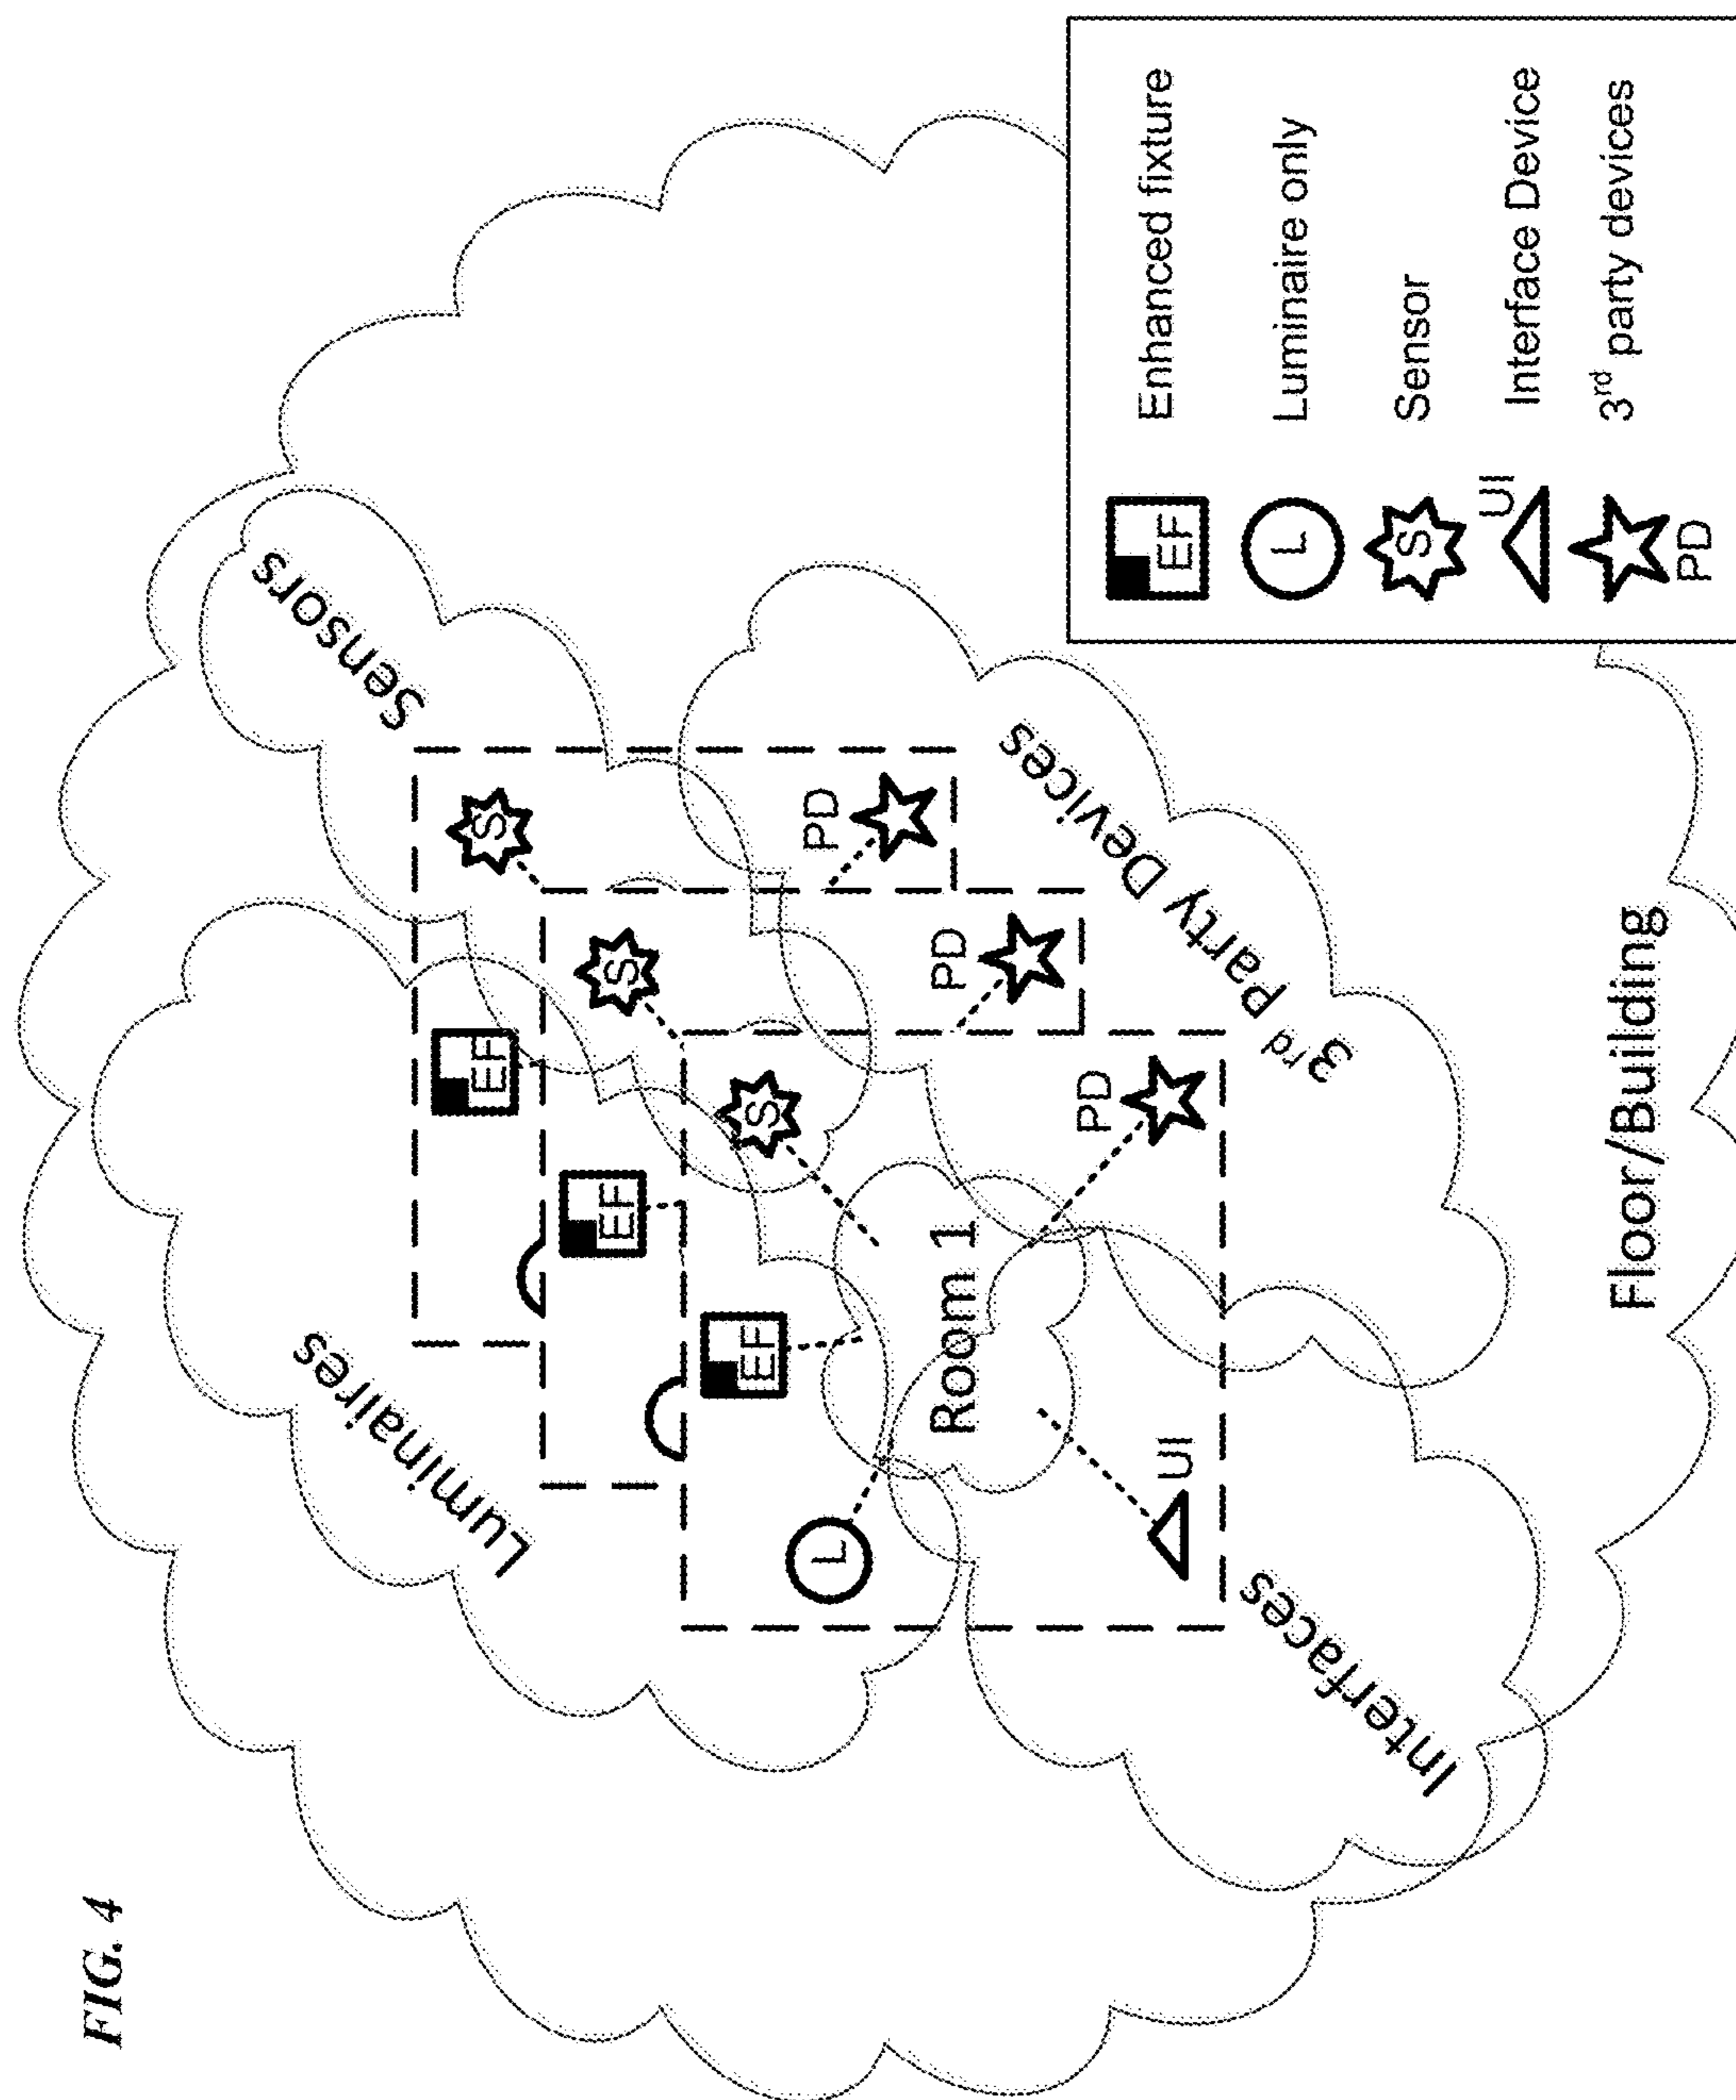 FIG. 4
Luminaires
Sensors
EF
S
EF
S
EF
S
L
PD
PD
Room 1
PD
UI
Interfaces
3rd Party Devices
Floor/Building
EF
Enhanced fixture
L
Luminaire only
S
Sensor
UI
Interface Device
3rd party devices
PD